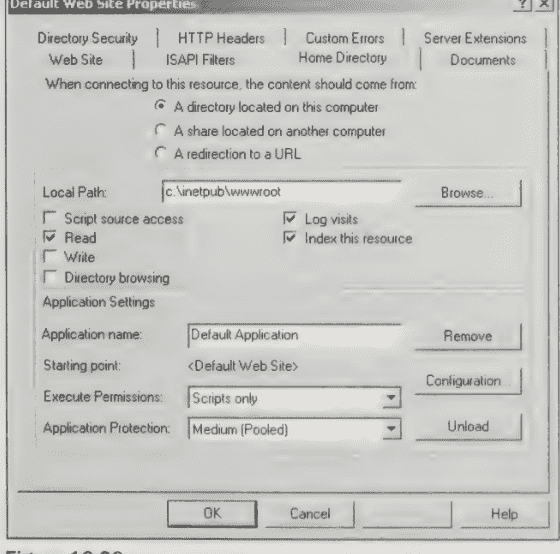 Default Web Site Properties ? X
Directory Security HTTP Headers Custom Errors Server Extensions
Web Site ISAPI Filters Home Directory Documents
When connecting to this resource, the content should come from:
A directory located on this computer
A share located on another computer
A redirection to a URL
Local Path: c:\inetpub\wwwroot Browse...
Script source access Log visits
Read Index this resource
Write
Directory browsing
Application Settings
Application name: Default Application Remove
Starting point: <Default Web Site>
Configuration...
Execute Permissions: Scripts only
Application Protection: Medium (Pooled) Unload
OK Cancel Help